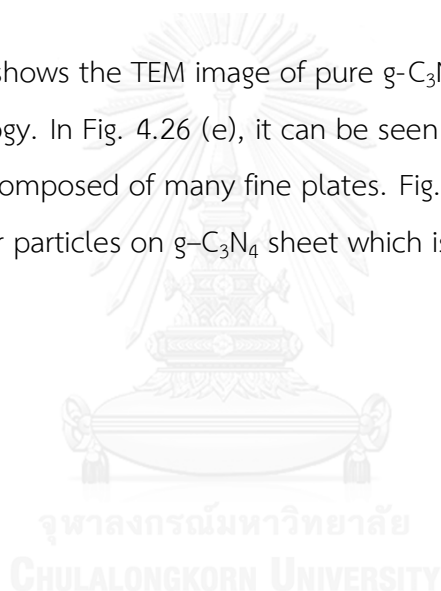 shows the TEM image of pure g-C₃N
ogy. In Fig. 4.26 (e), it can be seen
omposed of many fine plates. Fig.
r particles on g–C₃N₄ sheet which is
จุฬาลงกรณ์มหาวิทยาลัย
CHULALONGKORN UNIVERSITY